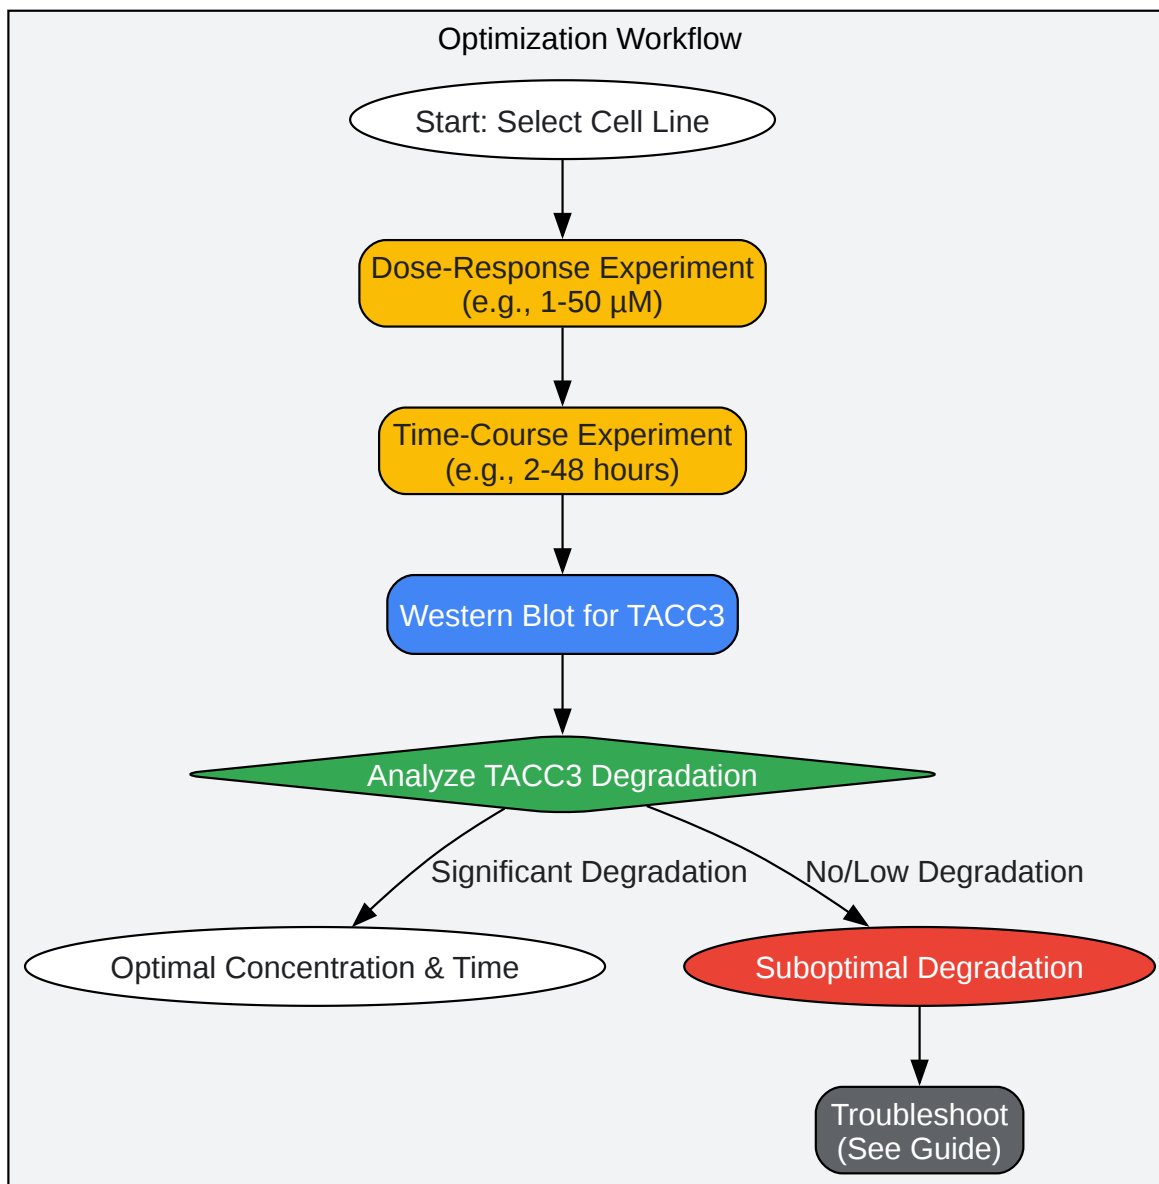 Optimization Workflow
Start: Select Cell Line
Dose-Response Experiment
(e.g., 1-50 µM)
Time-Course Experiment
(e.g., 2-48 hours)
Western Blot for TACC3
Analyze TACC3 Degradation
Significant Degradation
No/Low Degradation
Optimal Concentration & Time
Suboptimal Degradation
Troubleshoot
(See Guide)